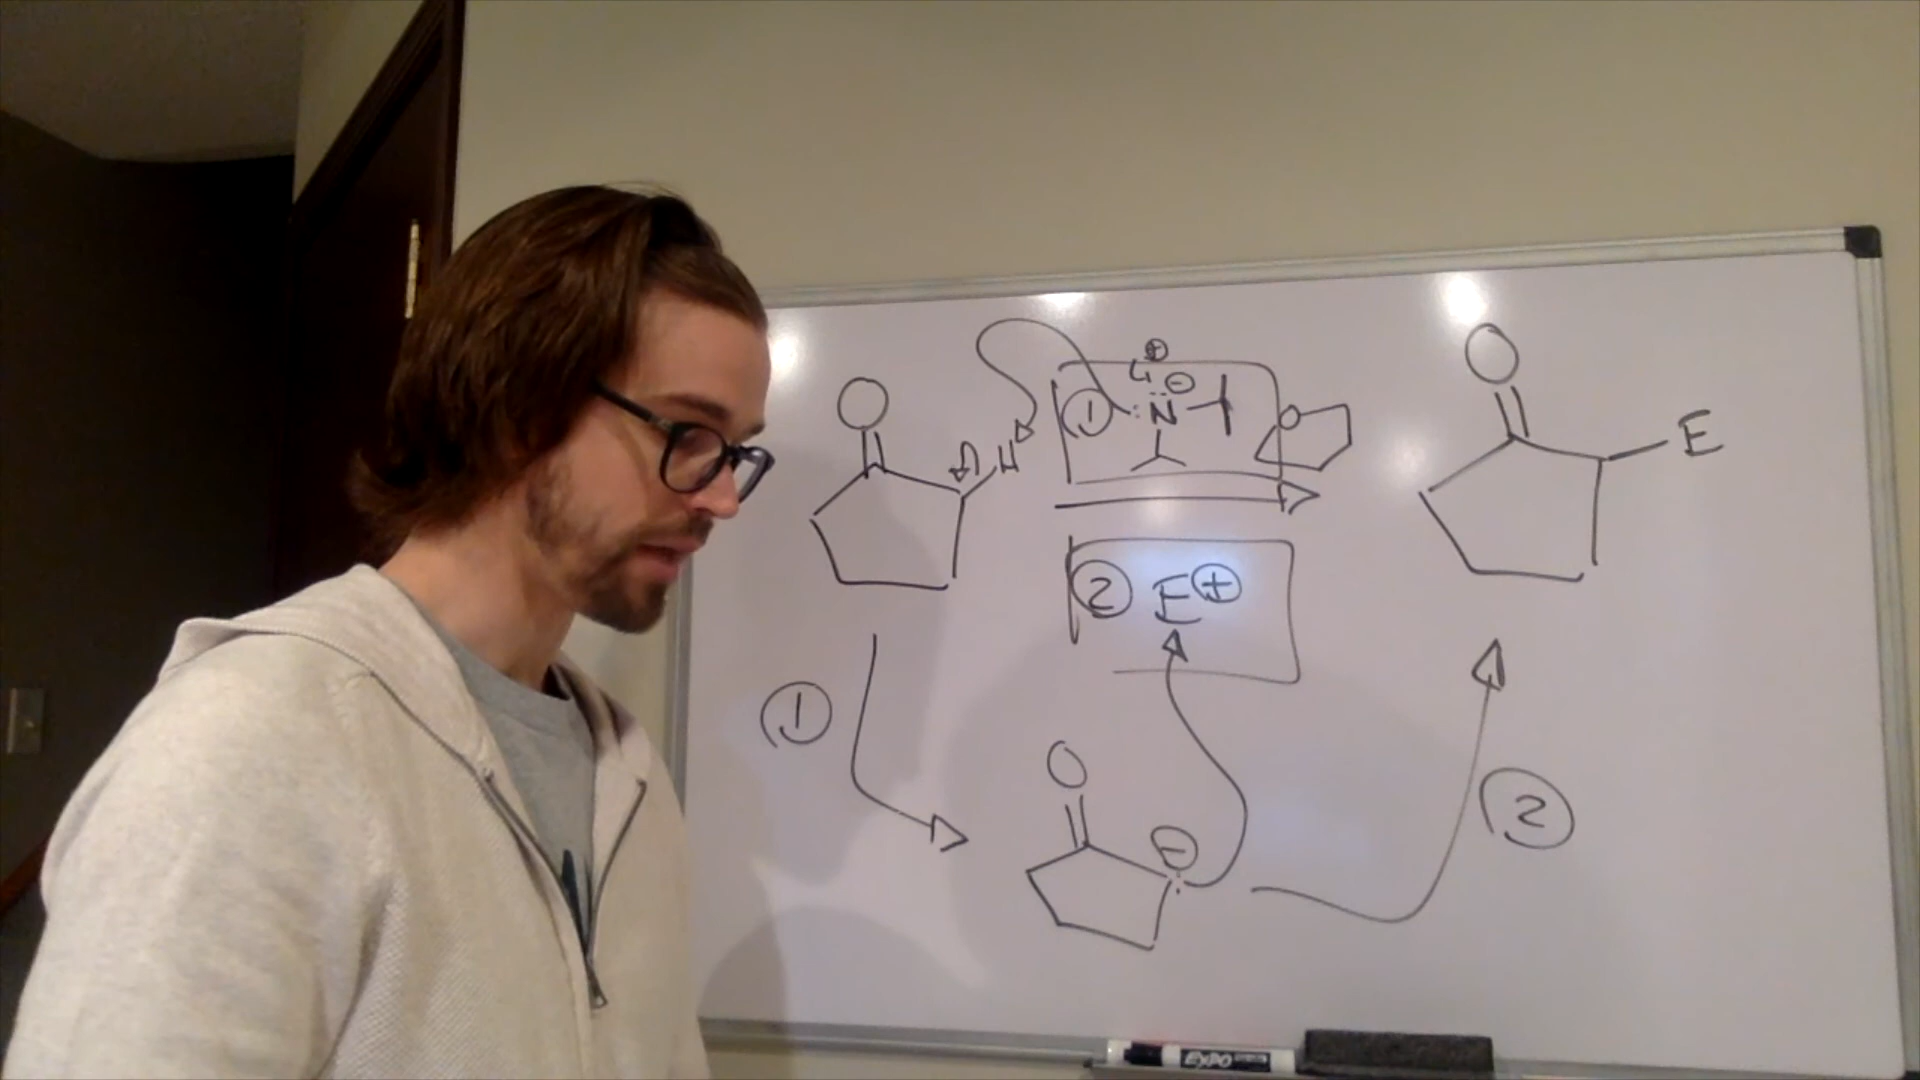 O
H
① Li ⊕
:N̈ ⊖
O
② E⊕
O
E
①
O
⊖
:
②
EXPO